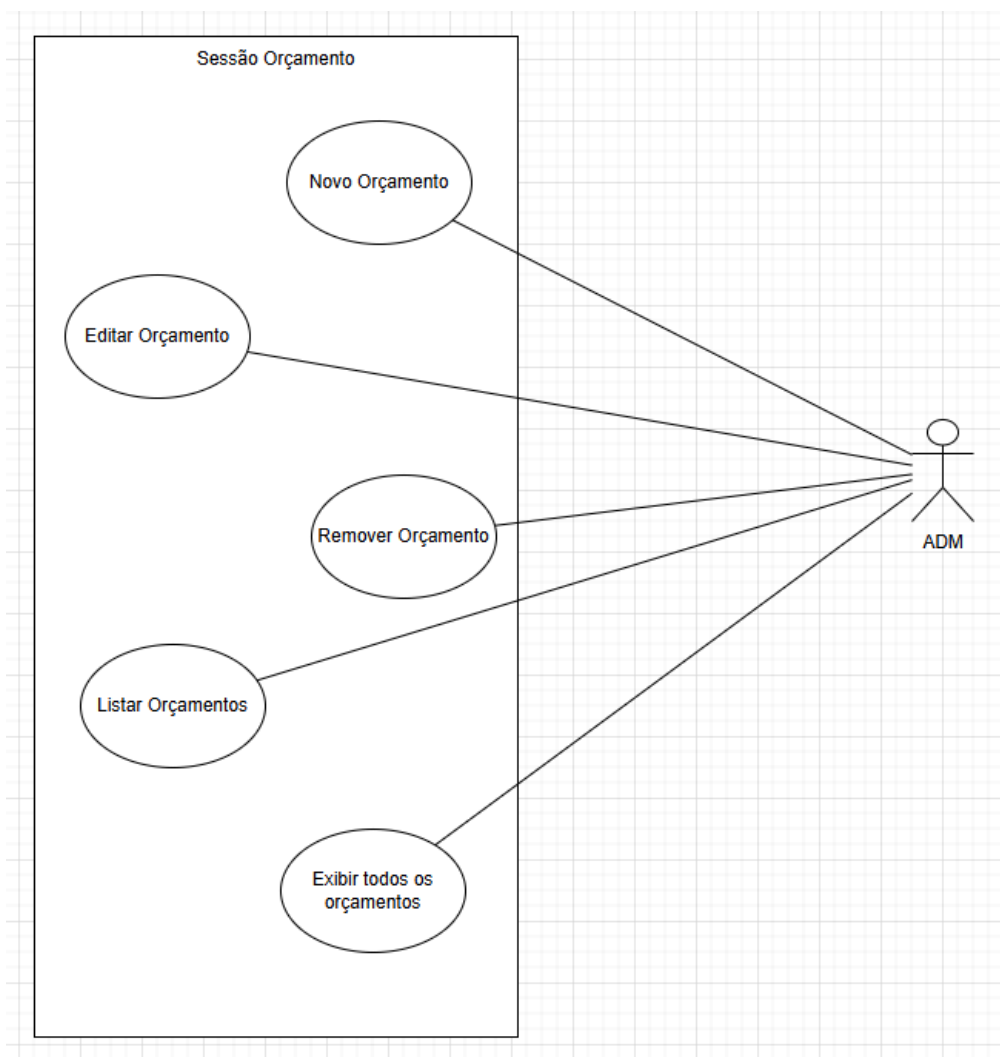 Sessão Orçamento
Novo Orçamento
Editar Orçamento
Remover Orçamento
ADM
Listar Orçamentos
Exibir todos os
orçamentos